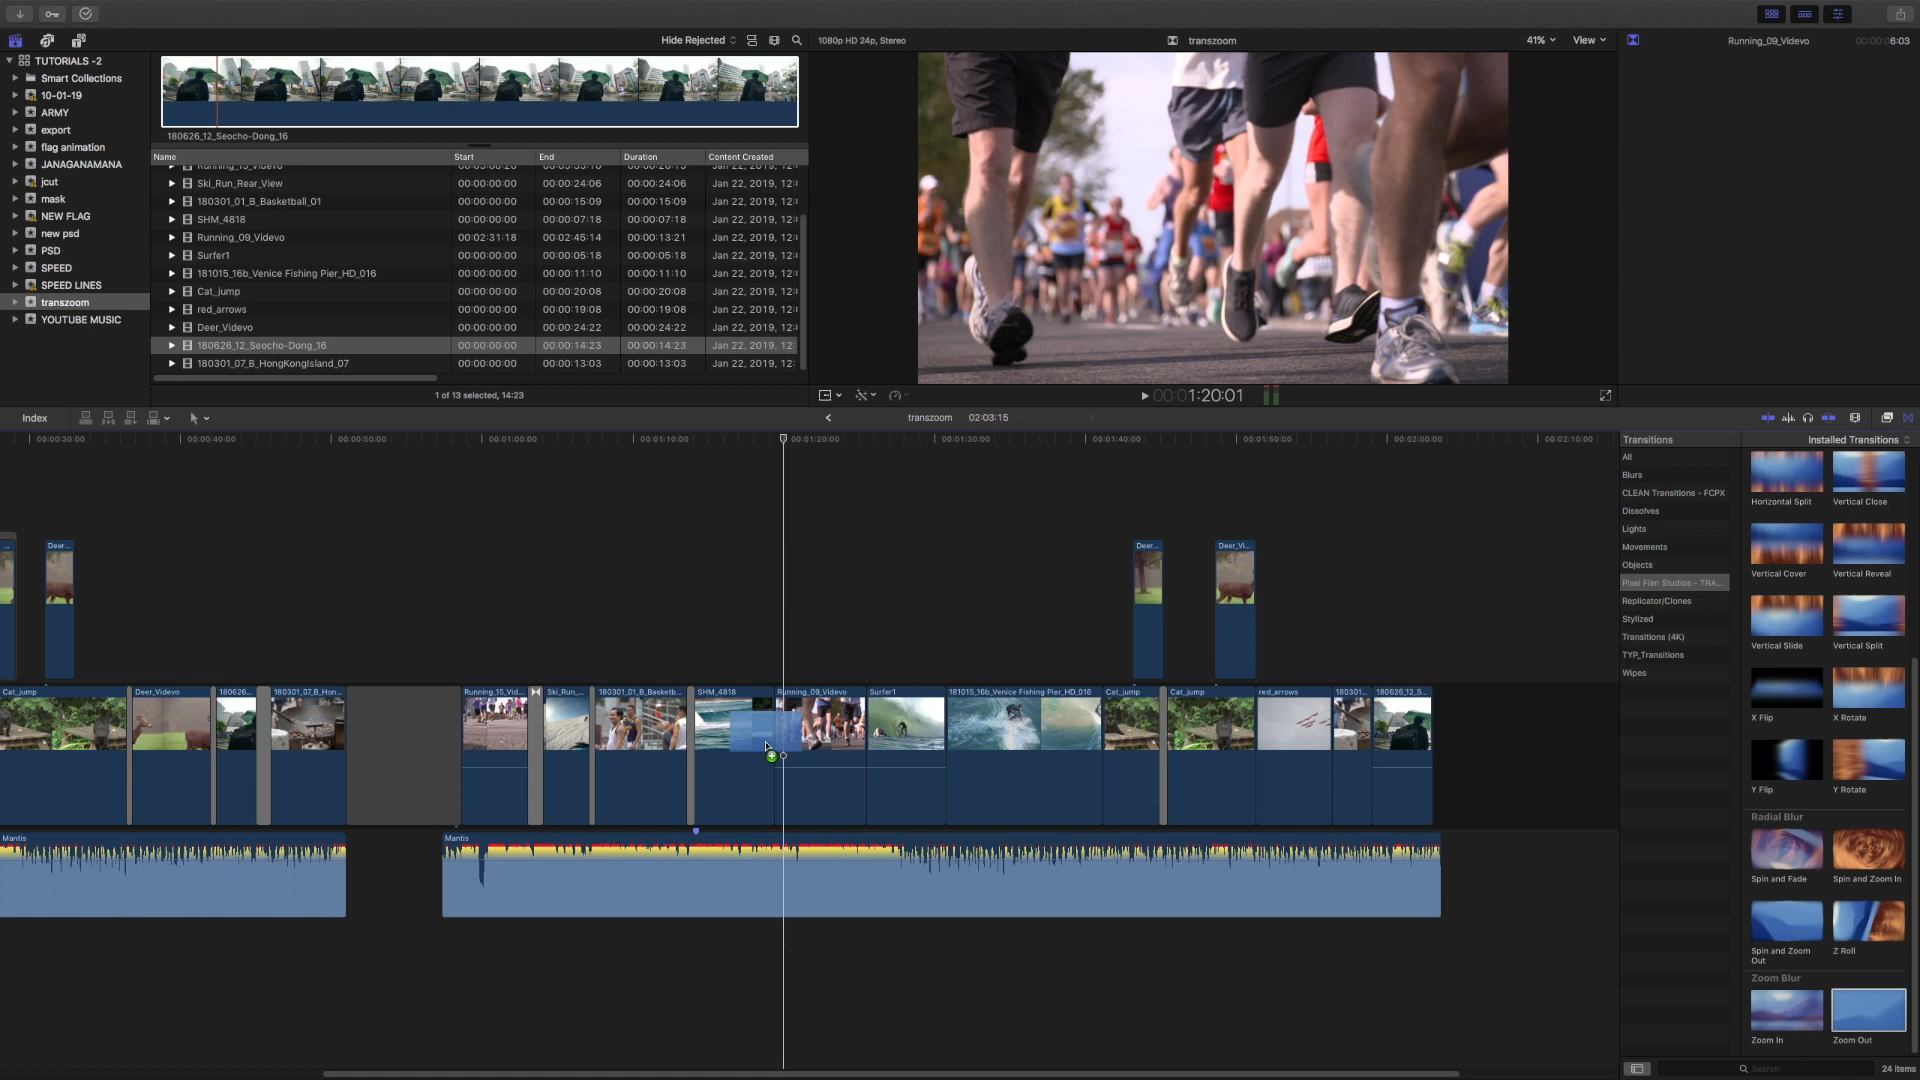 Hide Rejected
1080p HD 24p, Stereo
transzoom
41%
View
Running_09_Videvo
00:00:06:03
TUTORIALS -2
Smart Collections
10-01-19
ARMY
export
flag animation
JANAGANAMANA
jcut
mask
NEW FLAG
new psd
PSD
SPEED
SPEED LINES
transzoom
YOUTUBE MUSIC
180626_12_Seocho-Dong_16
Name Start End Duration Content Created
Ski_Run_Rear_View 00:00:00:00 00:00:24:06 00:00:24:06 Jan 22, 2019, 12:
180301_01_B_Basketball_01 00:00:00:00 00:00:15:09 00:00:15:09 Jan 22, 2019, 12:
SHM_4818 00:00:00:00 00:00:07:18 00:00:07:18 Jan 22, 2019, 12:
Running_09_Videvo 00:02:31:18 00:02:45:14 00:00:13:21 Jan 22, 2019, 12:
Surfer1 00:00:00:00 00:00:05:18 00:00:05:18 Jan 22, 2019, 12:
181015_16b_Venice Fishing Pier_HD_016 00:00:00:00 00:00:11:10 00:00:11:10 Jan 22, 2019, 12:
Cat_jump 00:00:00:00 00:00:20:08 00:00:20:08 Jan 22, 2019, 12:
red_arrows 00:00:00:00 00:00:19:08 00:00:19:08 Jan 22, 2019, 12:
Deer_Videvo 00:00:00:00 00:00:24:22 00:00:24:22 Jan 22, 2019, 12:
180626_12_Seocho-Dong_16 00:00:00:00 00:00:14:23 00:00:14:23 Jan 22, 2019, 12:
180301_07_B_HongKongIsland_07 00:00:00:00 00:00:13:03 00:00:13:03 Jan 22, 2019, 12:
1 of 13 selected, 14:23
00:01:20:01
Index
transzoom
02:03:15
00:00:30:00 00:00:40:00 00:00:50:00 00:01:00:00 00:01:10:00 00:01:20:00 00:01:30:00 00:01:40:00 00:01:50:00 00:02:00:00 00:02:10:00
... Deer... Deer... Deer_Vi...
Cat_jump Deer_Videvo 180626... 180301_07_B_Hon... Running_15_Vid... Ski_Run_... 180301_01_B_Basketb... SHM_4818 Running_09_Videvo Surfer1 181015_16b_Venice Fishing Pier_HD_016 Cat_jump Cat_jump red_arrows 180301... 180626_12_S...
Mantis Mantis
Transitions
Installed Transitions
All
Blurs
CLEAN Transitions - FCPX
Dissolves
Lights
Movements
Objects
Pixel Film Studios - TRA...
Replicator/Clones
Stylized
Transitions (4K)
TYP_Transitions
Wipes
Horizontal Split Vertical Close
Vertical Cover Vertical Reveal
Vertical Slide Vertical Split
X Flip X Rotate
Y Flip Y Rotate
Radial Blur
Spin and Fade Spin and Zoom In
Spin and Zoom Out
Z Roll
Zoom Blur
Zoom In Zoom Out
Search
24 items